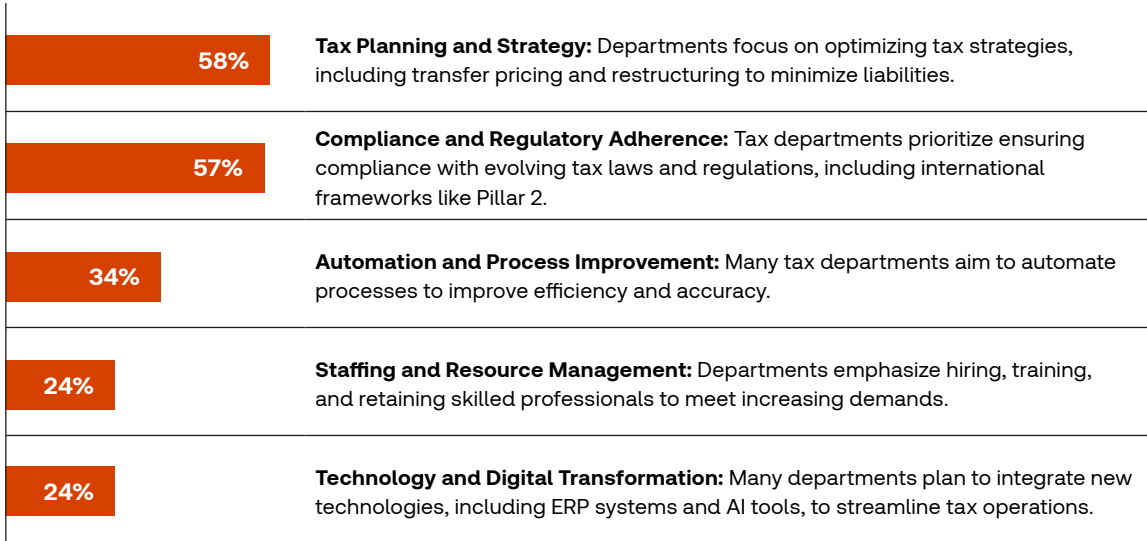 58%
Tax Planning and Strategy: Departments focus on optimizing tax strategies,
including transfer pricing and restructuring to minimize liabilities.
57%
Compliance and Regulatory Adherence: Tax departments prioritize ensuring
compliance with evolving tax laws and regulations, including international
frameworks like Pillar 2.
34%
Automation and Process Improvement: Many tax departments aim to automate
processes to improve efficiency and accuracy.
24%
Staffing and Resource Management: Departments emphasize hiring, training,
and retaining skilled professionals to meet increasing demands.
24%
Technology and Digital Transformation: Many departments plan to integrate new
technologies, including ERP systems and AI tools, to streamline tax operations.